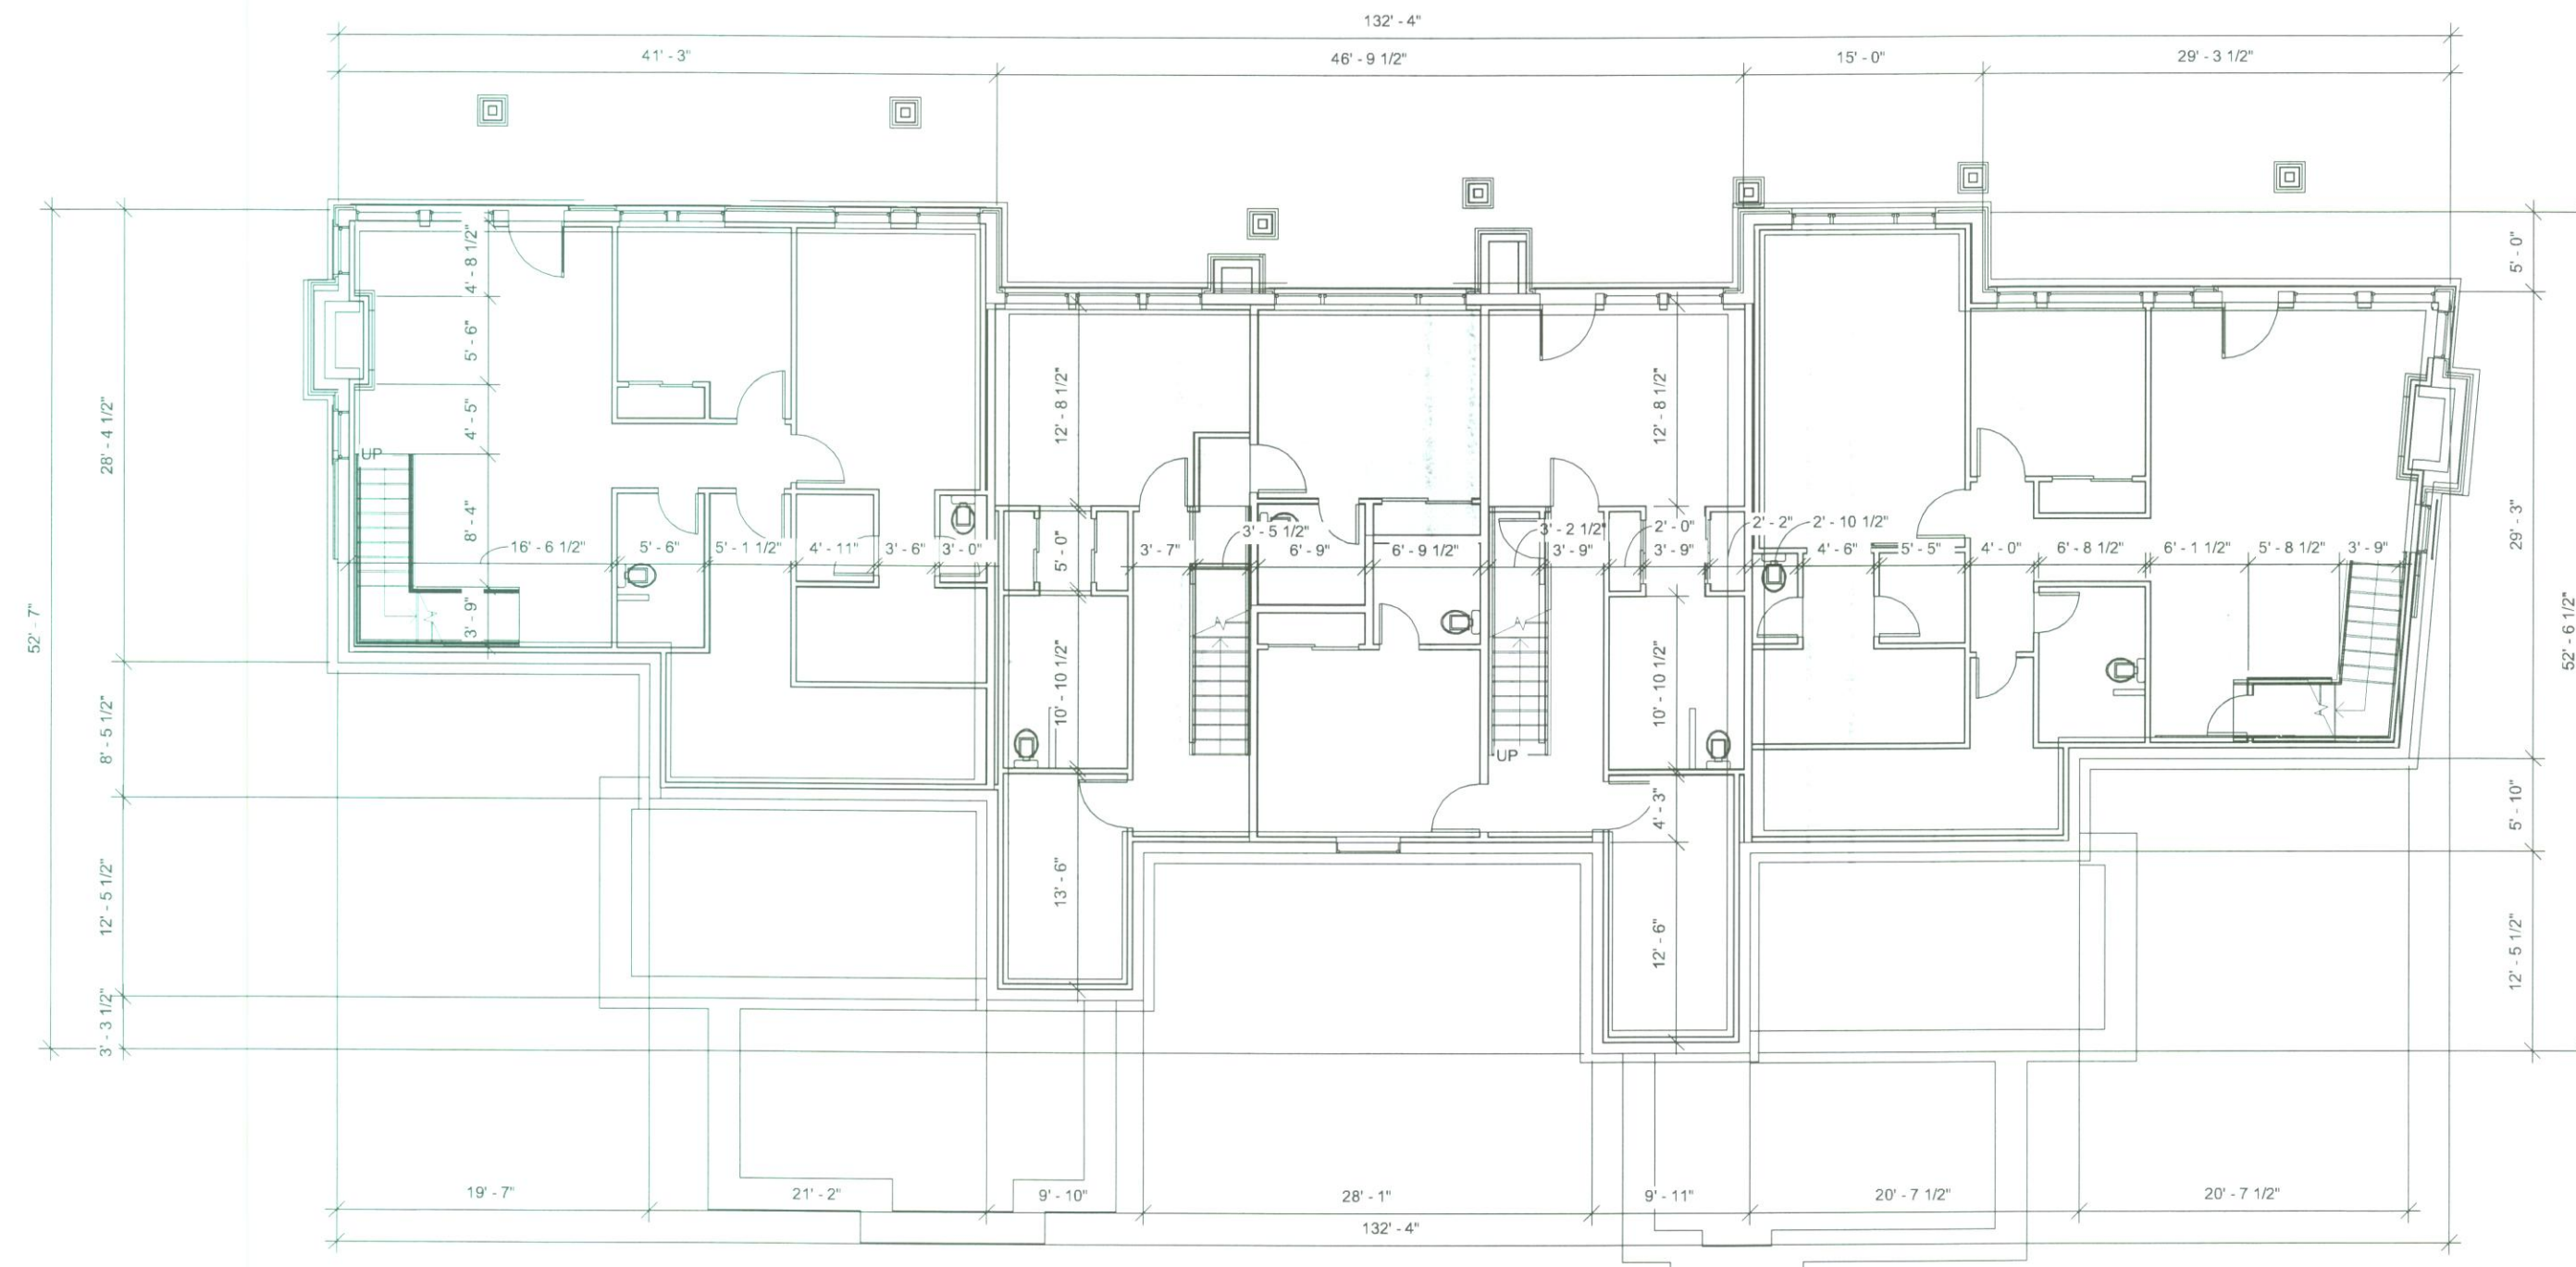 132' - 4"
41' - 3"
46' - 9 1/2"
15' - 0"
29' - 3 1/2"
5' - 0"
4' - 8 1/2"
5' - 6"
4' - 5"
UP
8' - 4"
3' - 9"
28' - 4 1/2"
52' - 7"
8' - 5 1/2"
12' - 5 1/2"
3' - 3 1/2"
12' - 8 1/2"
12' - 8 1/2"
16' - 6 1/2"
5' - 6"
5' - 1 1/2"
4' - 11"
3' - 6"
3' - 0"
5' - 0"
3' - 7"
3' - 5 1/2"
6' - 9"
6' - 9 1/2"
3' - 2 1/2"
3' - 9"
2' - 0"
3' - 9"
2' - 2"
2' - 10 1/2"
4' - 6"
5' - 5"
4' - 0"
6' - 8 1/2"
6' - 1 1/2"
5' - 8 1/2"
3' - 9"
29' - 3"
52' - 6 1/2"
10' - 10 1/2"
10' - 10 1/2"
UP
4' - 3"
5' - 10"
13' - 6"
12' - 6"
12' - 5 1/2"
19' - 7"
21' - 2"
9' - 10"
28' - 1"
9' - 11"
20' - 7 1/2"
20' - 7 1/2"
132' - 4"